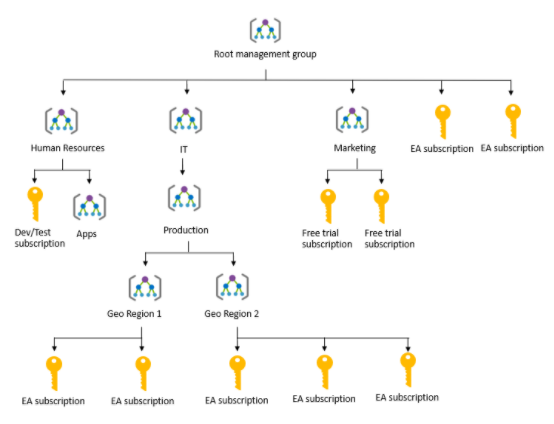 Root management group
Human Resources
IT
Marketing
EA subscription
EA subscription
Dev/Test
subscription
Apps
Production
Free trial
subscription
Free trial
subscription
Geo Region 1
Geo Region 2
EA subscription
EA subscription
EA subscription
EA subscription
EA subscription